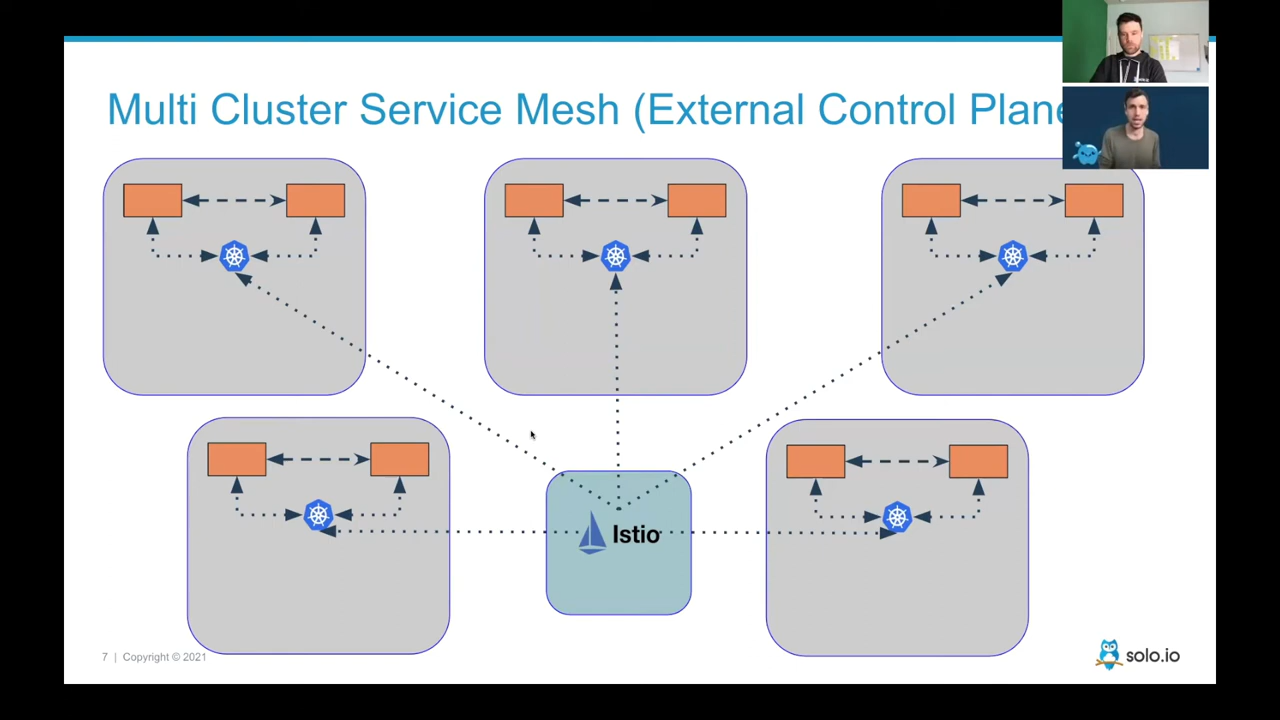 Multi Cluster Service Mesh (External Control Plane
Istio
7 | Copyright © 2021
solo.io